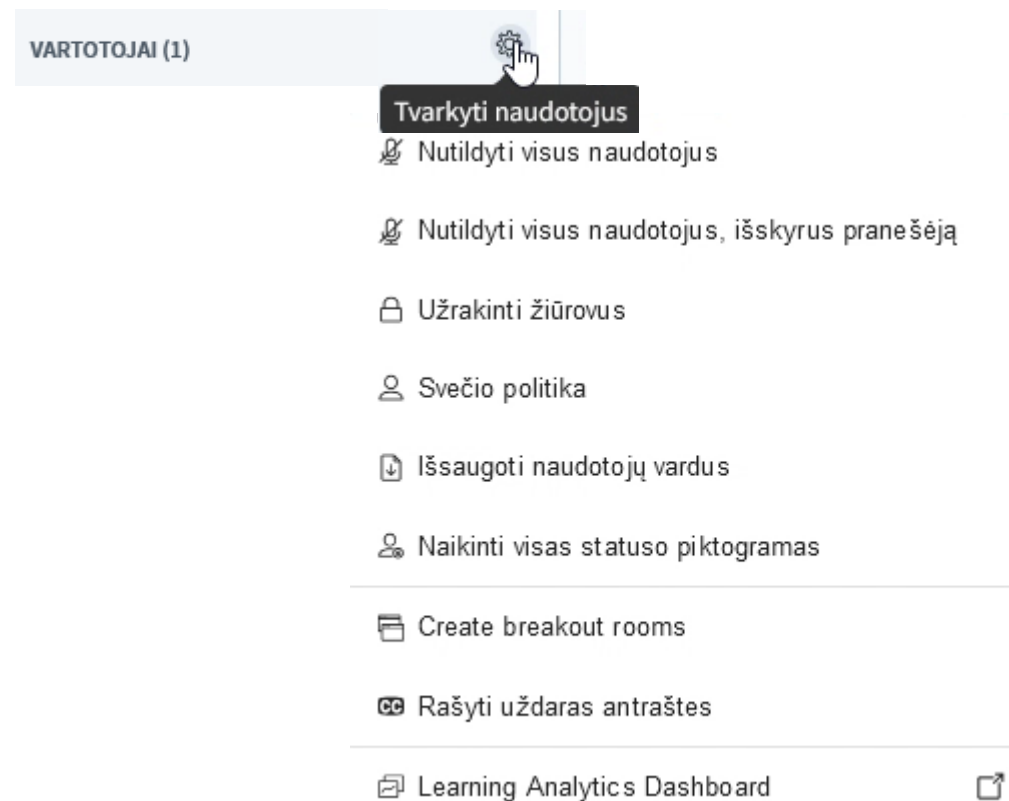 VARTOTOJAI (1)
Tvarkyti naudotojus
Nutildyti visus naudotojus
Nutildyti visus naudotojus, išskyrus pranešėją
Užrakinti žiūrovus
Svečio politika
Išsaugoti naudotojų vardus
Naikinti visas statuso piktogramas
Create breakout rooms
CC Rašyti uždaras antraštes
Learning Analytics Dashboard